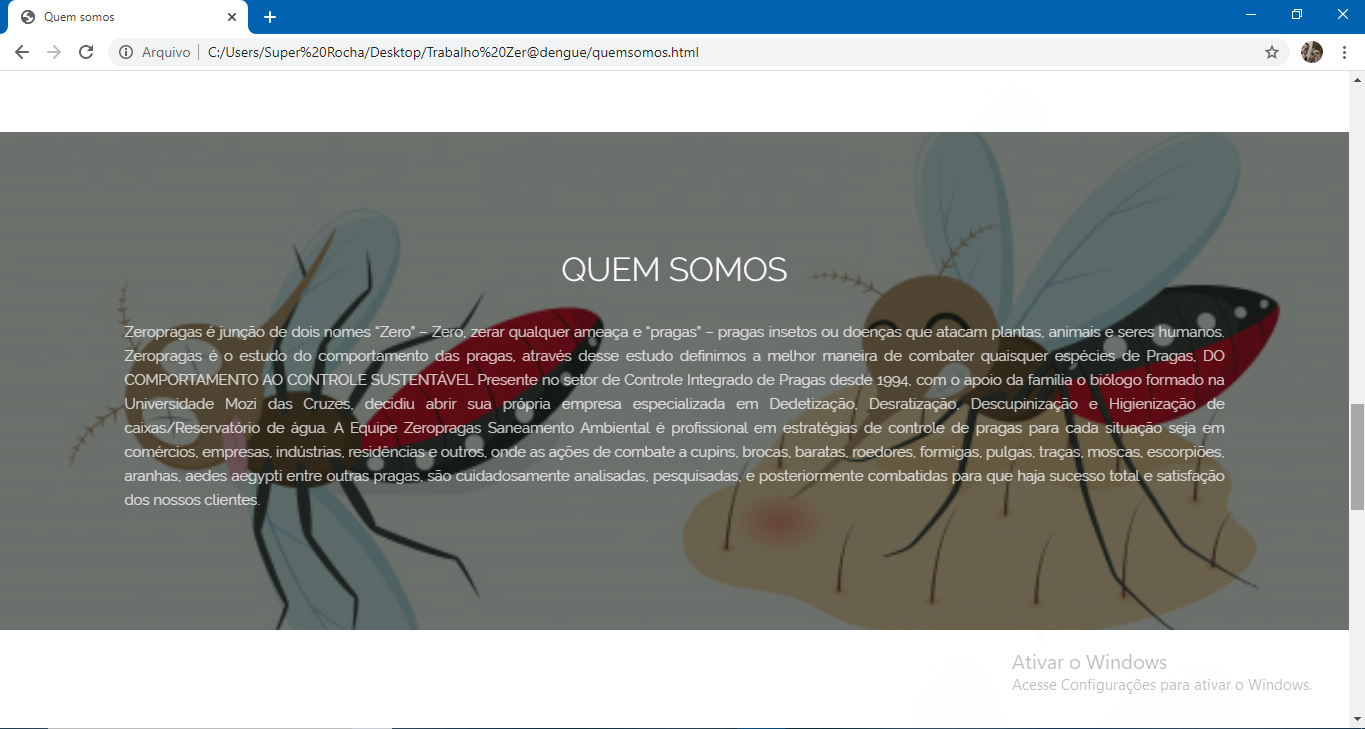 Quem somos
Arquivo
C:/Users/Super%20Rocha/Desktop/Trabalho%20Zer@dengue/quemsomos.html
QUEM SOMOS
Zeropragas é junção de dois nomes “Zero” – Zero, zerar qualquer ameaça e “pragas” – pragas insetos ou doenças que atacam plantas, animais e seres humanos.
Zeropragas é o estudo do comportamento das pragas, através desse estudo definimos a melhor maneira de combater quaisquer espécies de Pragas, DO
COMPORTAMENTO AO CONTROLE SUSTENTÁVEL Presente no setor de Controle Integrado de Pragas desde 1994, com o apoio da família o biólogo formado na
Universidade Mozi das Cruzes, decidiu abrir sua própria empresa especializada em Dedetização, Desratização, Descupinização e Higienização de
caixas/Reservatório de água. A Equipe Zeropragas Saneamento Ambiental é profissional em estratégias de controle de pragas para cada situação seja em
comércios, empresas, indústrias, residências e outros, onde as ações de combate a cupins, brocas, baratas, roedores, formigas, pulgas, traças, moscas, escorpiões,
aranhas, aedes aegypti entre outras pragas, são cuidadosamente analisadas, pesquisadas, e posteriormente combatidas para que haja sucesso total e satisfação
dos nossos clientes.
Ativar o Windows
Acesse Configurações para ativar o Windows.